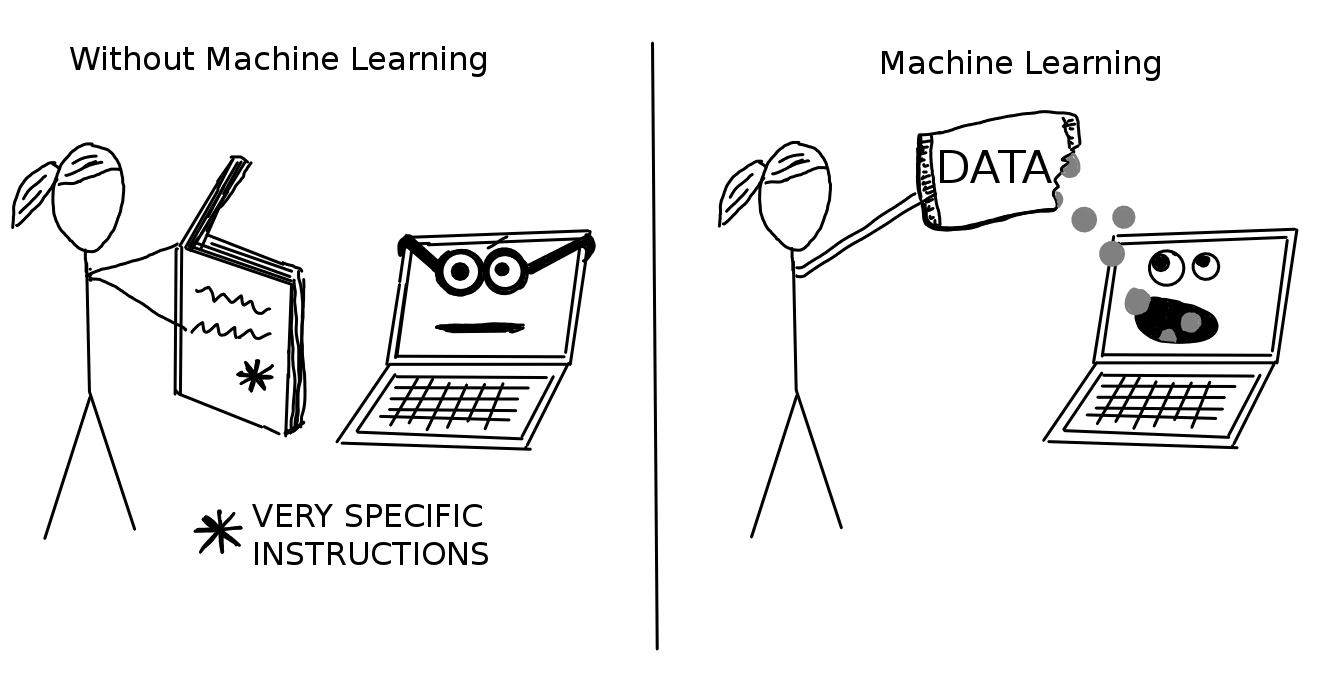 Without Machine Learning
VERY SPECIFIC
INSTRUCTIONS
Machine Learning
DATA